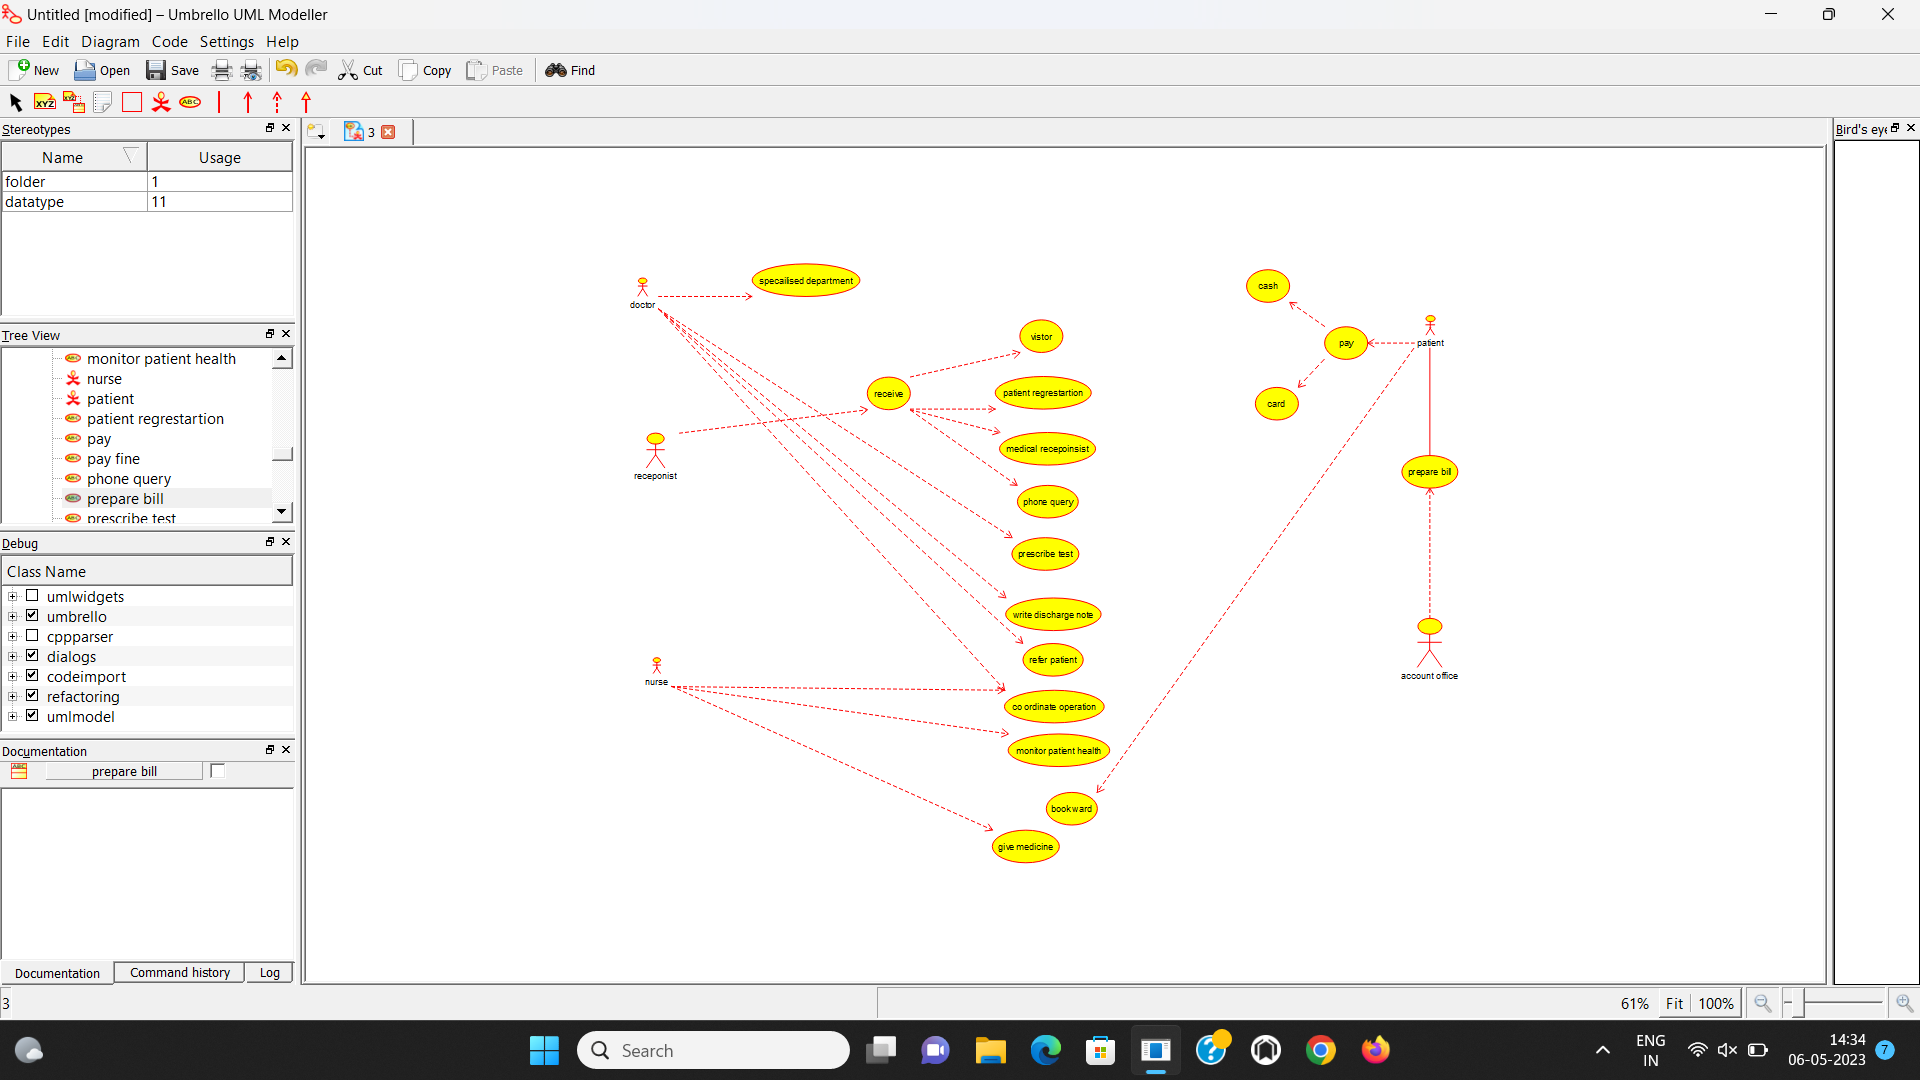 Untitled [modified] – Umbrello UML Modeller
File Edit Diagram Code Settings Help
New Open Save Cut Copy Paste Find
XYZ XYZ ABC
Stereotypes
3
Bird's eye
Name Usage
folder 1
datatype 11
Tree View
monitor patient health
nurse
patient
patient regrestartion
pay
pay fine
phone query
prepare bill
prescribe test
Debug
Class Name
umlwidgets
umbrello
cppparser
dialogs
codeimport
refactoring
umlmodel
Documentation
prepare bill
Documentation Command history Log
specailised department
doctor
vistor
receive
patient regrestartion
medical recepoinsist
receponist
phone query
prescribe test
write discharge note
refer patient
nurse
co ordinate operation
monitor patient health
book ward
give medicine
cash
pay
patient
card
prepare bill
account office
3
61% Fit 100%
Search
ENG
IN
14:34
06-05-2023
7